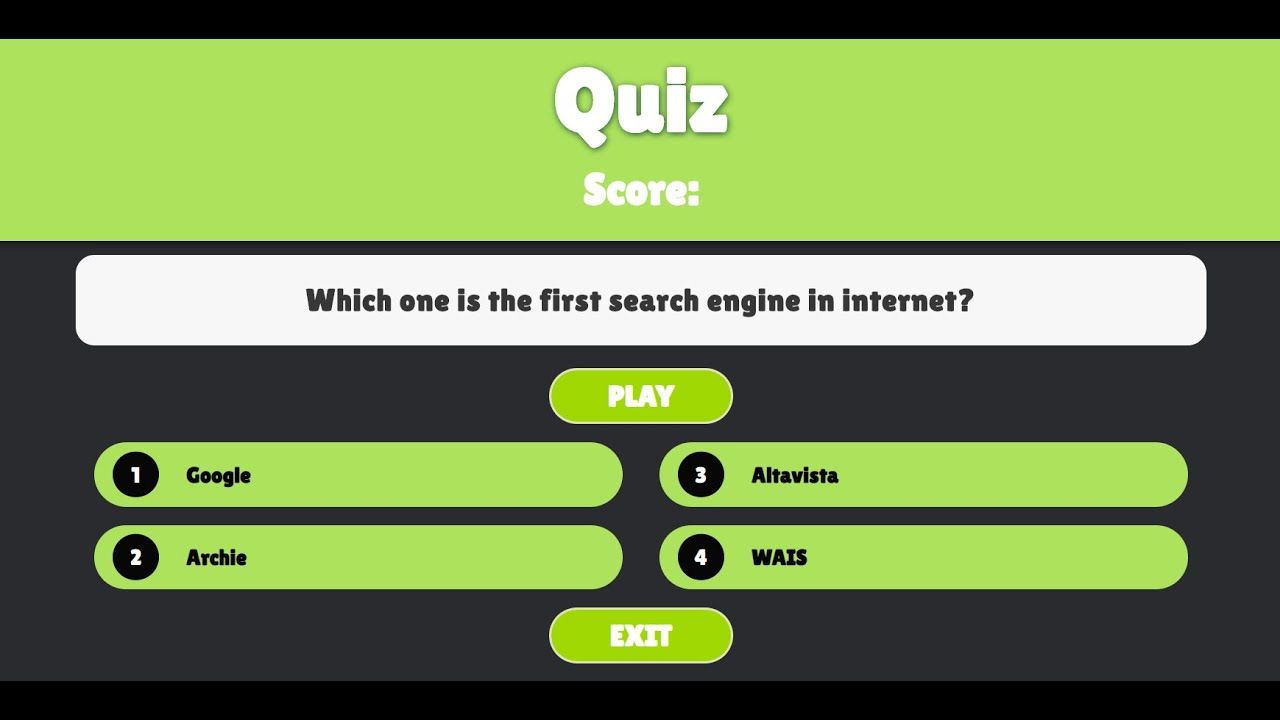 Quiz
Score:
Which one is the first search engine in internet?
PLAY
1 Google
3 Altavista
2 Archie
4 WAIS
EXIT